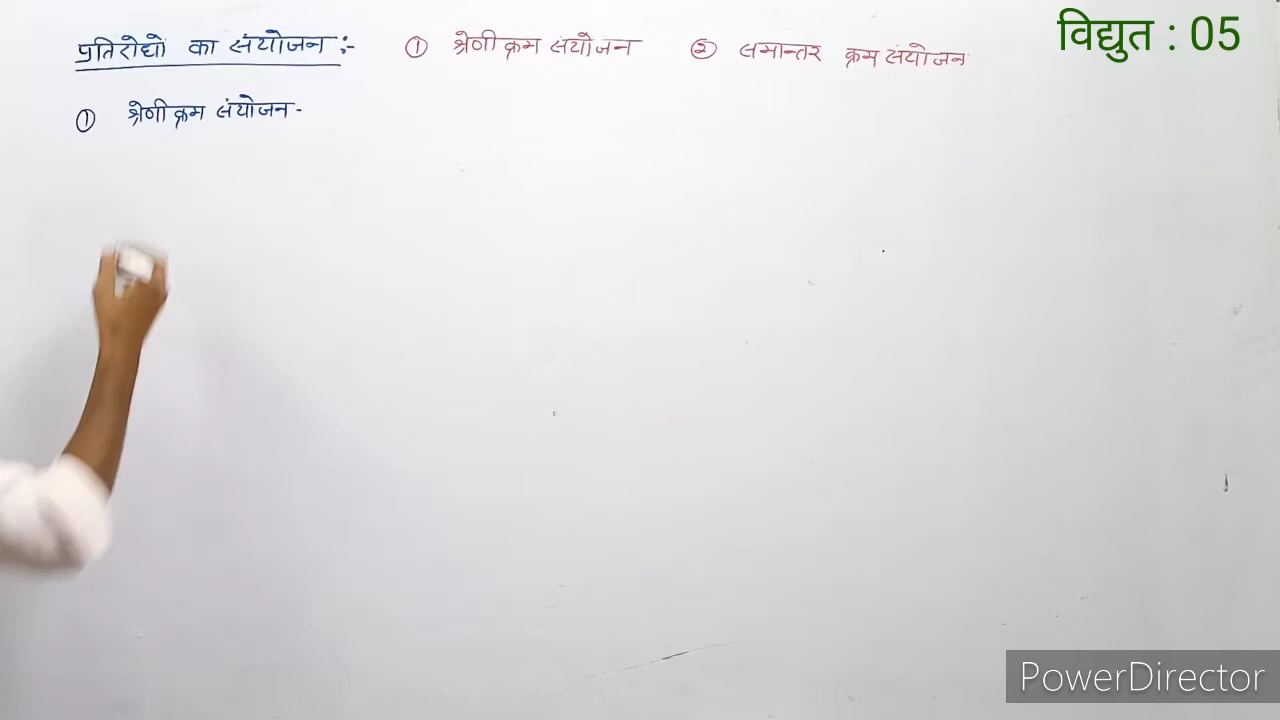 विद्युत : 05
प्रतिरोधों का संयोजन :- ① श्रेणीक्रम संयोजन ② समान्तर क्रम संयोजन
① श्रेणीक्रम संयोजन -
PowerDirector